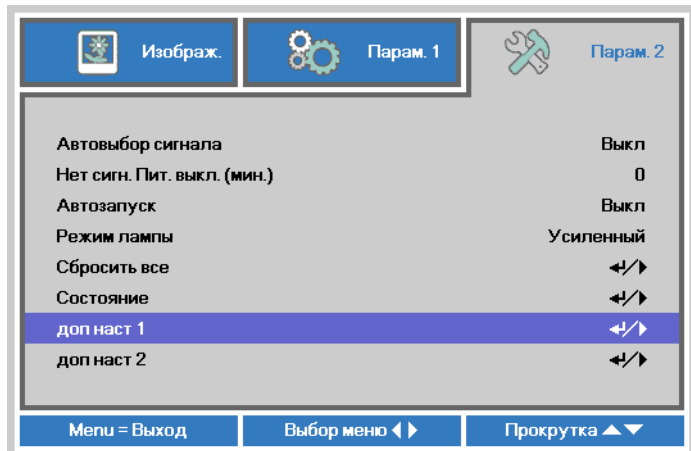 Изображ. Парам. 1 Парам. 2
Автовыбор сигнала Выкл
Нет сигн. Пит. выкл. (мин.) 0
Автозапуск Выкл
Режим лампы Усиленный
Сбросить все
Состояние
доп наст 1
доп наст 2
Menu = Выход Выбор меню Прокрутка